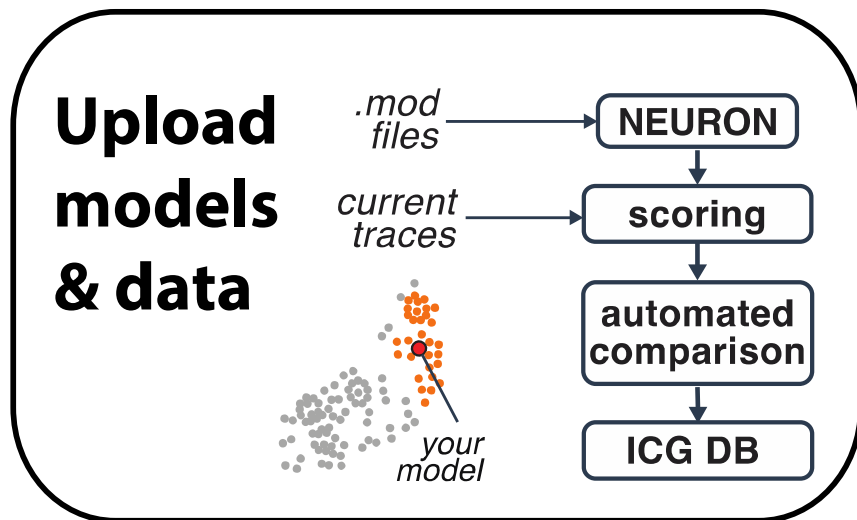 Upload
models
& data
.mod
files
current
traces
your
model
NEURON
scoring
automated
comparison
ICG DB